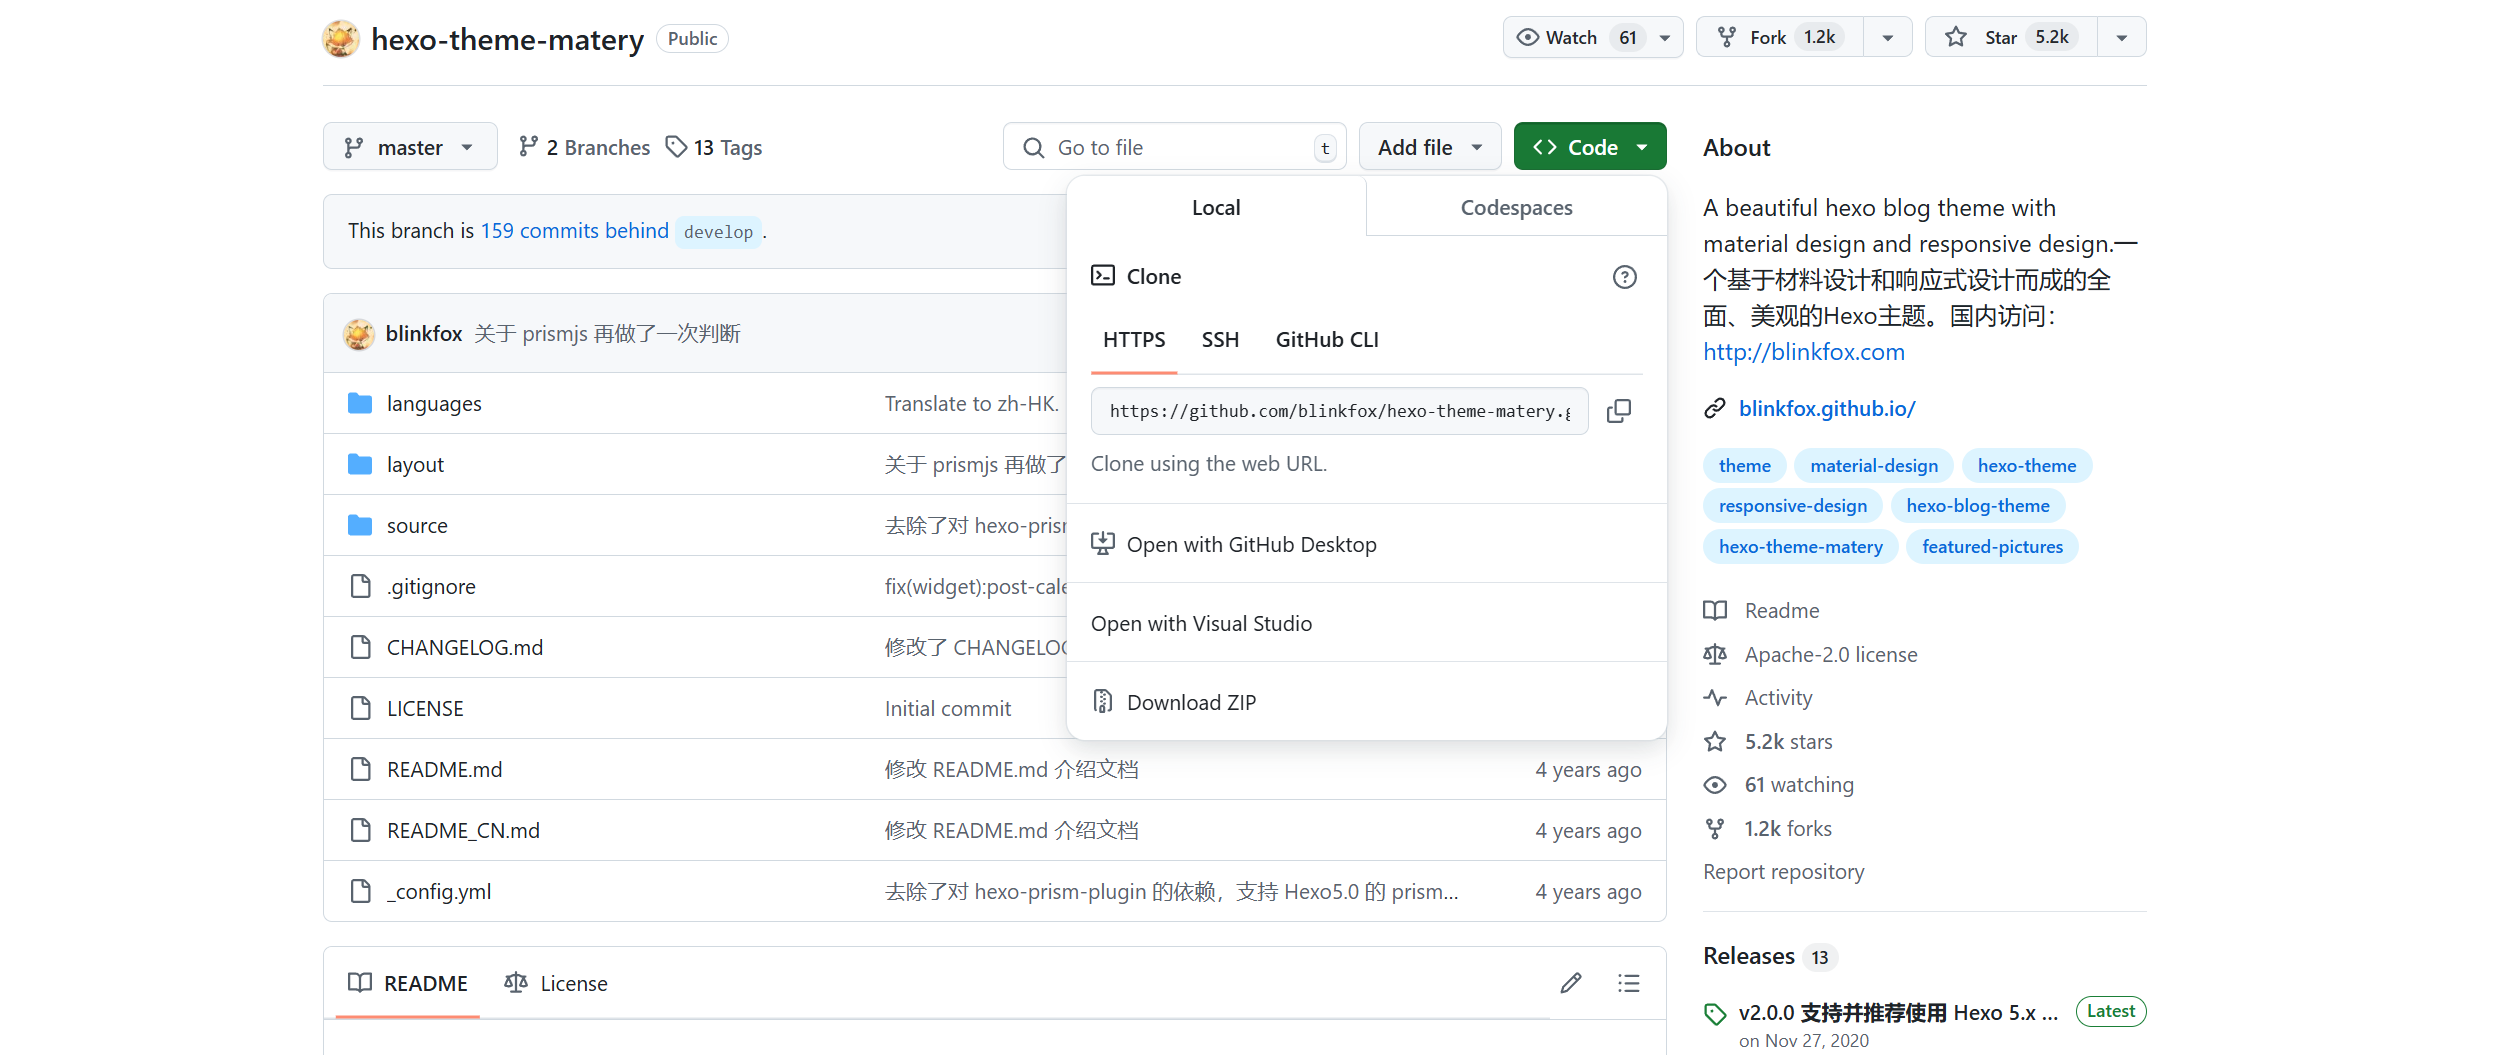 hexo-theme-matery Public
Watch 61 Fork 1.2k Star 5.2k
master 2 Branches 13 Tags
Go to file t Add file Code
This branch is 159 commits behind develop .
Local Codespaces
Clone
HTTPS SSH GitHub CLI
https://github.com/blinkfox/hexo-theme-matery.g
Clone using the web URL.
Open with GitHub Desktop
Open with Visual Studio
Download ZIP
blinkfox 关于 prismjs 再做了一次判断
languages Translate to zh-HK.
layout 关于 prismjs 再做了
source 去除了对 hexo-prisr
.gitignore fix(widget):post-cale
CHANGELOG.md 修改了 CHANGELOG
LICENSE Initial commit
README.md 修改 README.md 介绍文档 4 years ago
README_CN.md 修改 README.md 介绍文档 4 years ago
_config.yml 去除了对 hexo-prism-plugin 的依赖，支持 Hexo5.0 的 prism... 4 years ago
README License
About
A beautiful hexo blog theme with
material design and responsive design.一
个基于材料设计和响应式设计而成的全
面、美观的Hexo主题。国内访问：
http://blinkfox.com
blinkfox.github.io/
theme material-design hexo-theme
responsive-design hexo-blog-theme
hexo-theme-matery featured-pictures
Readme
Apache-2.0 license
Activity
5.2k stars
61 watching
1.2k forks
Report repository
Releases 13
v2.0.0 支持并推荐使用 Hexo 5.x ... Latest
on Nov 27, 2020